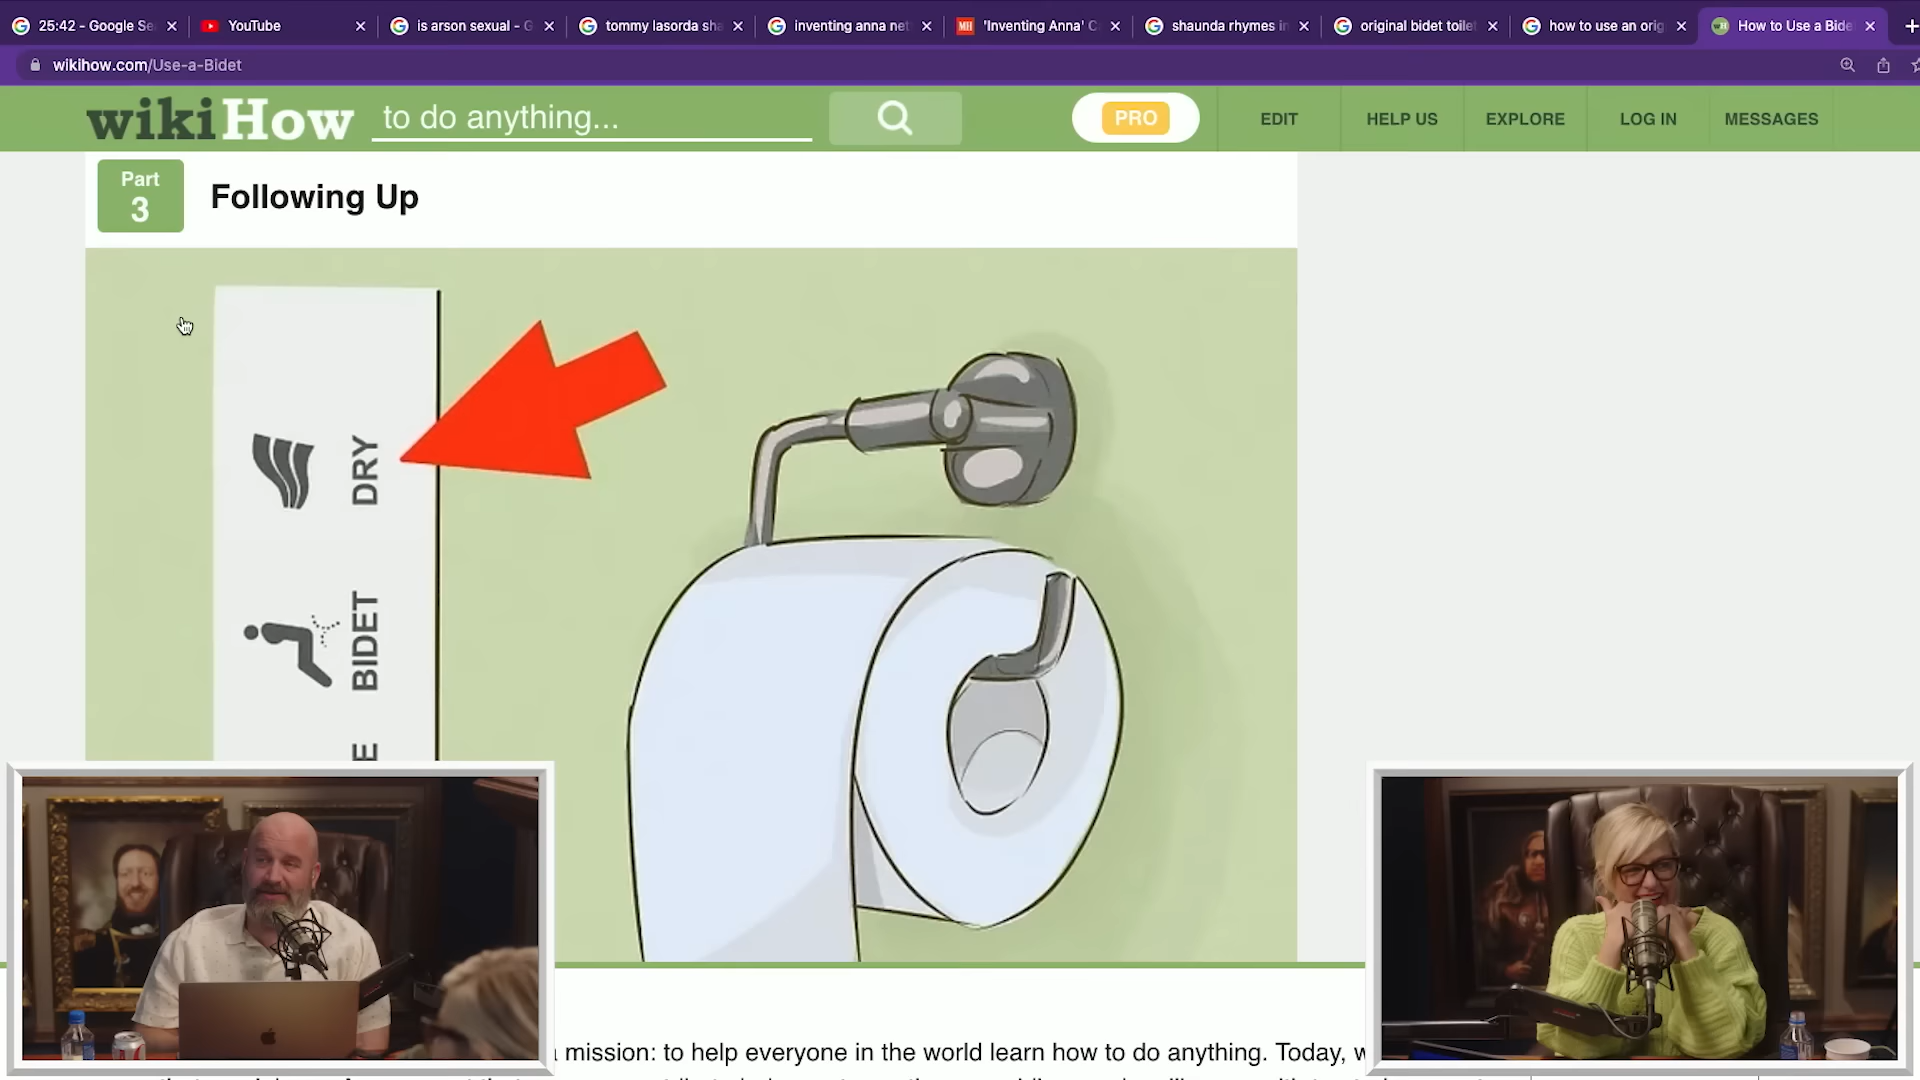 25:42 - Google Se
YouTube
is arson sexual - G
tommy lasorda sha
inventing anna net
'Inventing Anna' C
shaunda rhymes in
original bidet toilet
how to use an orig
How to Use a Bide
wikihow.com/Use-a-Bidet
wikiHow
to do anything...
PRO
EDIT
HELP US
EXPLORE
LOG IN
MESSAGES
Part
3
Following Up
DRY
BIDET
E
mission: to help everyone in the world learn how to do anything. Today, w